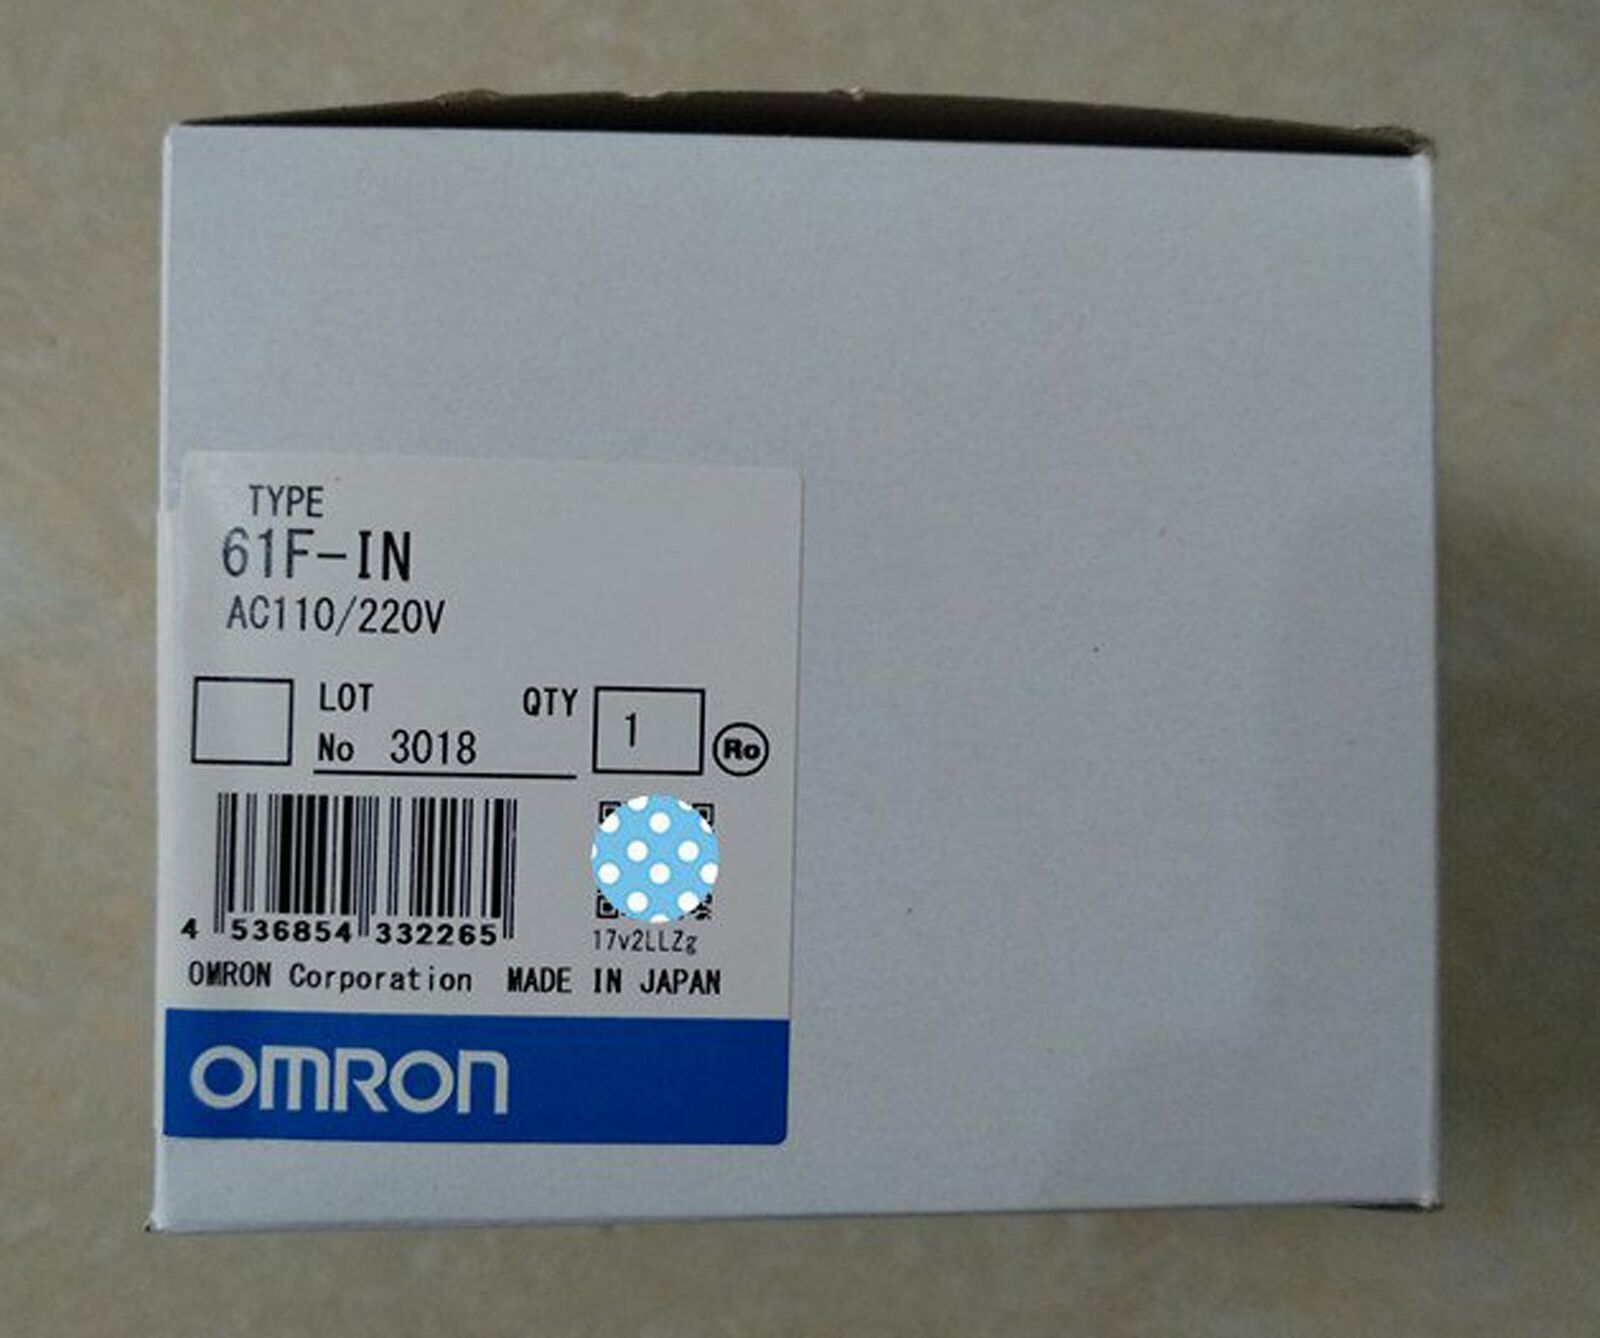 TYPE
61F-IN
AC110/220V
LOT QTY
No 3018 1 Ro
4 536854 332265
17v2LLZg
OMRON Corporation MADE IN JAPAN
OMRON